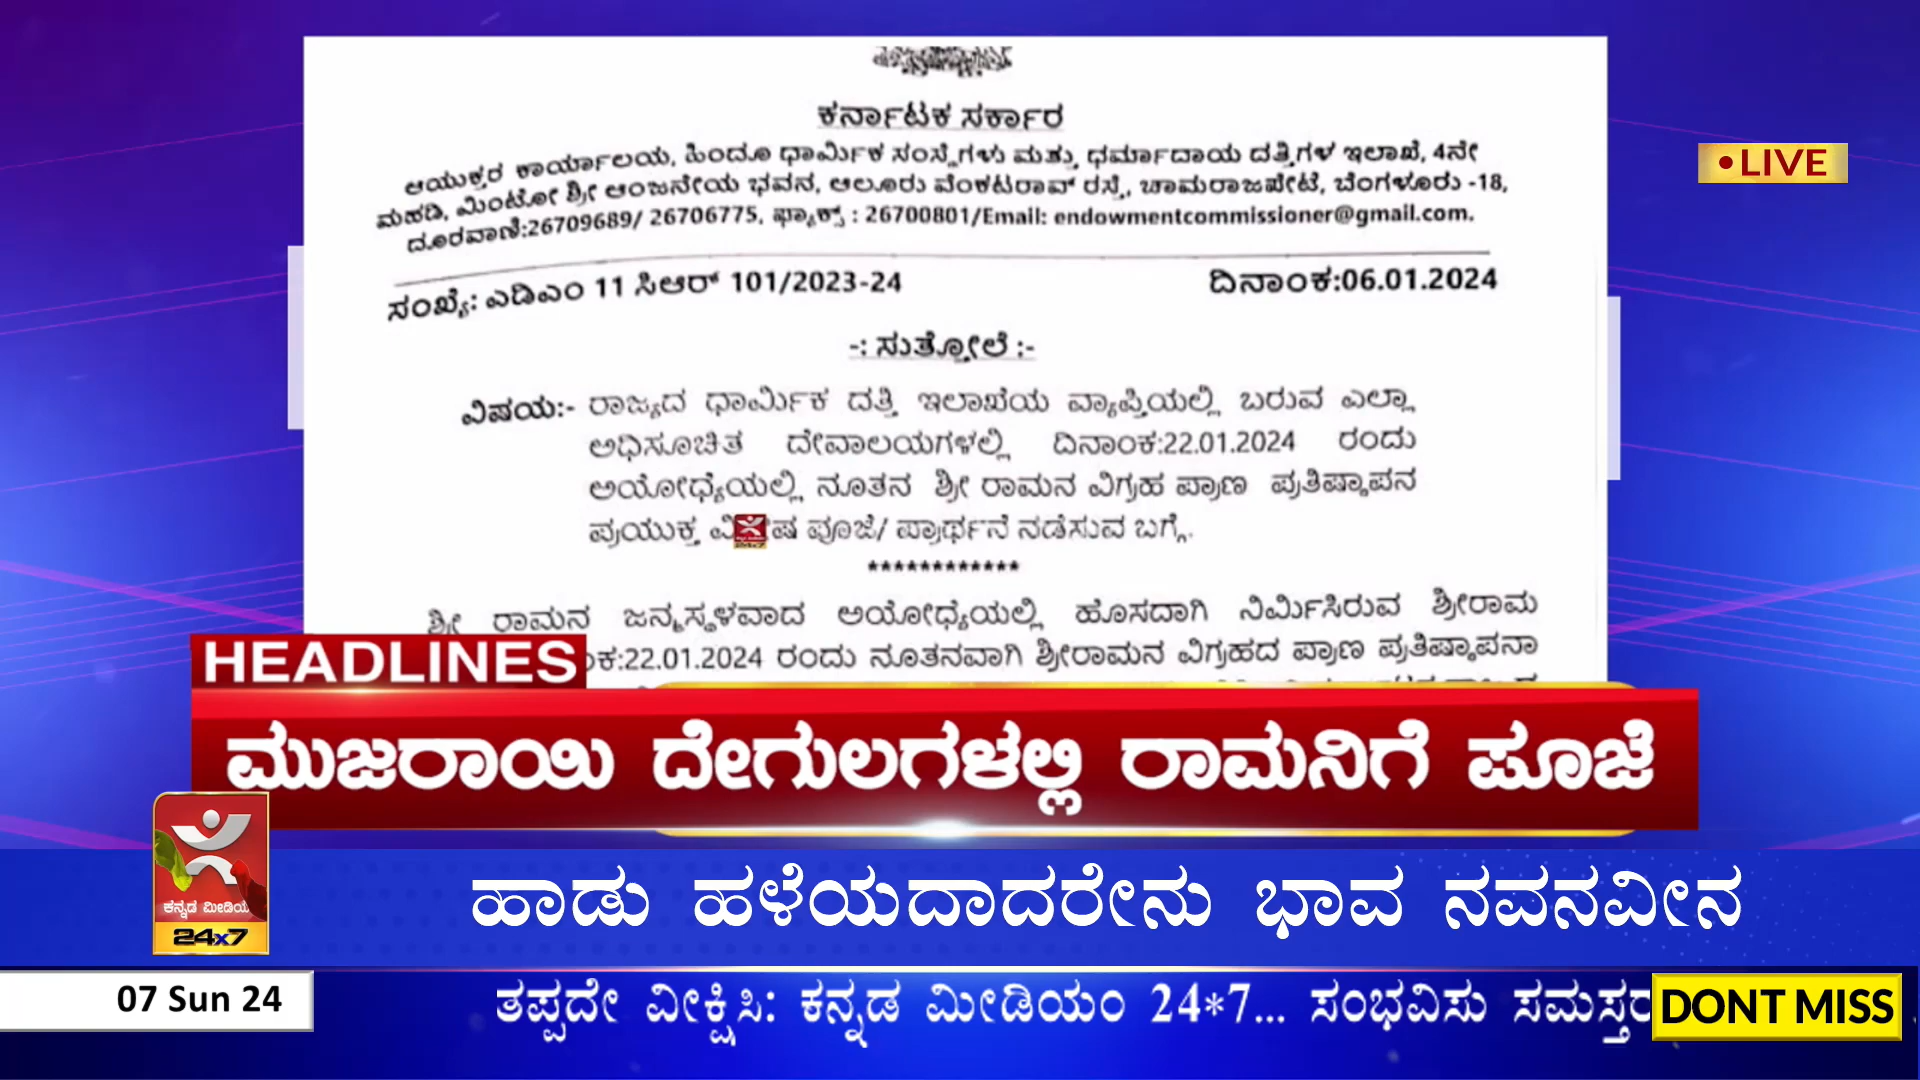 ಕರ್ನಾಟಕ ಸರ್ಕಾರ
ಆಯುಕ್ತರ ಕಾರ್ಯಾಲಯ, ಹಿಂದೂ ಧಾರ್ಮಿಕ ಸಂಸ್ಥೆಗಳು ಮತ್ತು ಧರ್ಮಾದಾಯ ದತ್ತಿಗಳ ಇಲಾಖೆ, 4ನೇ
ಮಹಡಿ, ಮಿಂಟೋ ಶ್ರೀ ಆಂಜನೇಯ ಭವನ, ಆಲೂರು ವೆಂಕಟರಾವ್ ರಸ್ತೆ, ಚಾಮರಾಜಪೇಟೆ, ಬೆಂಗಳೂರು -18,
ದೂರವಾಣಿ:26709689/ 26706775, ಫ್ಯಾಕ್ಸ್ : 26700801/Email: endowmentcommissioner@gmail.com.
ಸಂಖ್ಯೆ: ಎಡಿಎಂ 11 ಸಿಆರ್ 101/2023-24 ದಿನಾಂಕ:06.01.2024
-: ಸುತ್ತೋಲೆ :-
ವಿಷಯ:- ರಾಜ್ಯದ ಧಾರ್ಮಿಕ ದತ್ತಿ ಇಲಾಖೆಯ ವ್ಯಾಪ್ತಿಯಲ್ಲಿ ಬರುವ ಎಲ್ಲಾ
ಅಧಿಸೂಚಿತ ದೇವಾಲಯಗಳಲ್ಲಿ ದಿನಾಂಕ:22.01.2024 ರಂದು
ಅಯೋಧ್ಯೆಯಲ್ಲಿ ನೂತನ ಶ್ರೀ ರಾಮನ ವಿಗ್ರಹ ಪ್ರಾಣ ಪ್ರತಿಷ್ಠಾಪನ
ಪ್ರಯುಕ್ತ ಪೂಜೆ/ ಪ್ರಾರ್ಥನೆ ನಡೆಸುವ ಬಗ್ಗೆ.
************
ಶ್ರೀ ರಾಮನ ಜನ್ಮಸ್ಥಳವಾದ ಅಯೋಧ್ಯೆಯಲ್ಲಿ ಹೊಸದಾಗಿ ನಿರ್ಮಿಸಿರುವ ಶ್ರೀರಾಮ
:22.01.2024 ರಂದು ನೂತನವಾಗಿ ಶ್ರೀರಾಮನ ವಿಗ್ರಹದ ಪ್ರಾಣ ಪ್ರತಿಷ್ಠಾಪನಾ
•LIVE
HEADLINES
ಮುಜರಾಯಿ ದೇಗುಲಗಳಲ್ಲಿ ರಾಮನಿಗೆ ಪೂಜೆ
ಕನ್ನಡ ಮೀಡಿಯಂ
24x7
ಹಾಡು ಹಳೆಯದಾದರೇನು ಭಾವ ನವನವೀನ
07 Sun 24
ತಪ್ಪದೇ ವೀಕ್ಷಿಸಿ: ಕನ್ನಡ ಮೀಡಿಯಂ 24*7... ಸಂಭವಿಸು ಸಮಸ್ತರ
DONT MISS